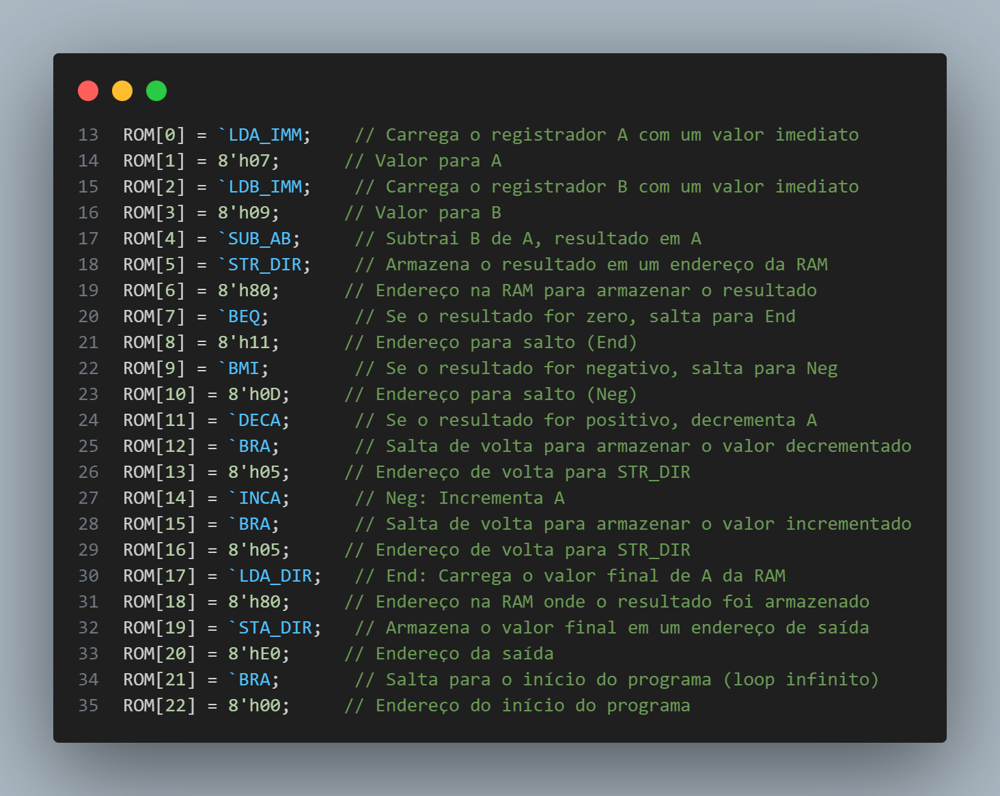 13 ROM[0] = `LDA_IMM;    // Carrega o registrador A com um valor imediato
14 ROM[1] = 8'h07;      // Valor para A
15 ROM[2] = `LDB_IMM;    // Carrega o registrador B com um valor imediato
16 ROM[3] = 8'h09;      // Valor para B
17 ROM[4] = `SUB_AB;     // Subtrai B de A, resultado em A
18 ROM[5] = `STR_DIR;    // Armazena o resultado em um endereço da RAM
19 ROM[6] = 8'h80;      // Endereço na RAM para armazenar o resultado
20 ROM[7] = `BEQ;        // Se o resultado for zero, salta para End
21 ROM[8] = 8'h11;      // Endereço para salto (End)
22 ROM[9] = `BMI;        // Se o resultado for negativo, salta para Neg
23 ROM[10] = 8'h0D;     // Endereço para salto (Neg)
24 ROM[11] = `DECA;      // Se o resultado for positivo, decrementa A
25 ROM[12] = `BRA;       // Salta de volta para armazenar o valor decrementado
26 ROM[13] = 8'h05;     // Endereço de volta para STR_DIR
27 ROM[14] = `INCA;      // Neg: Incrementa A
28 ROM[15] = `BRA;       // Salta de volta para armazenar o valor incrementado
29 ROM[16] = 8'h05;     // Endereço de volta para STR_DIR
30 ROM[17] = `LDA_DIR;   // End: Carrega o valor final de A da RAM
31 ROM[18] = 8'h80;     // Endereço na RAM onde o resultado foi armazenado
32 ROM[19] = `STA_DIR;   // Armazena o valor final em um endereço de saída
33 ROM[20] = 8'hE0;     // Endereço da saída
34 ROM[21] = `BRA;       // Salta para o início do programa (loop infinito)
35 ROM[22] = 8'h00;     // Endereço do início do programa